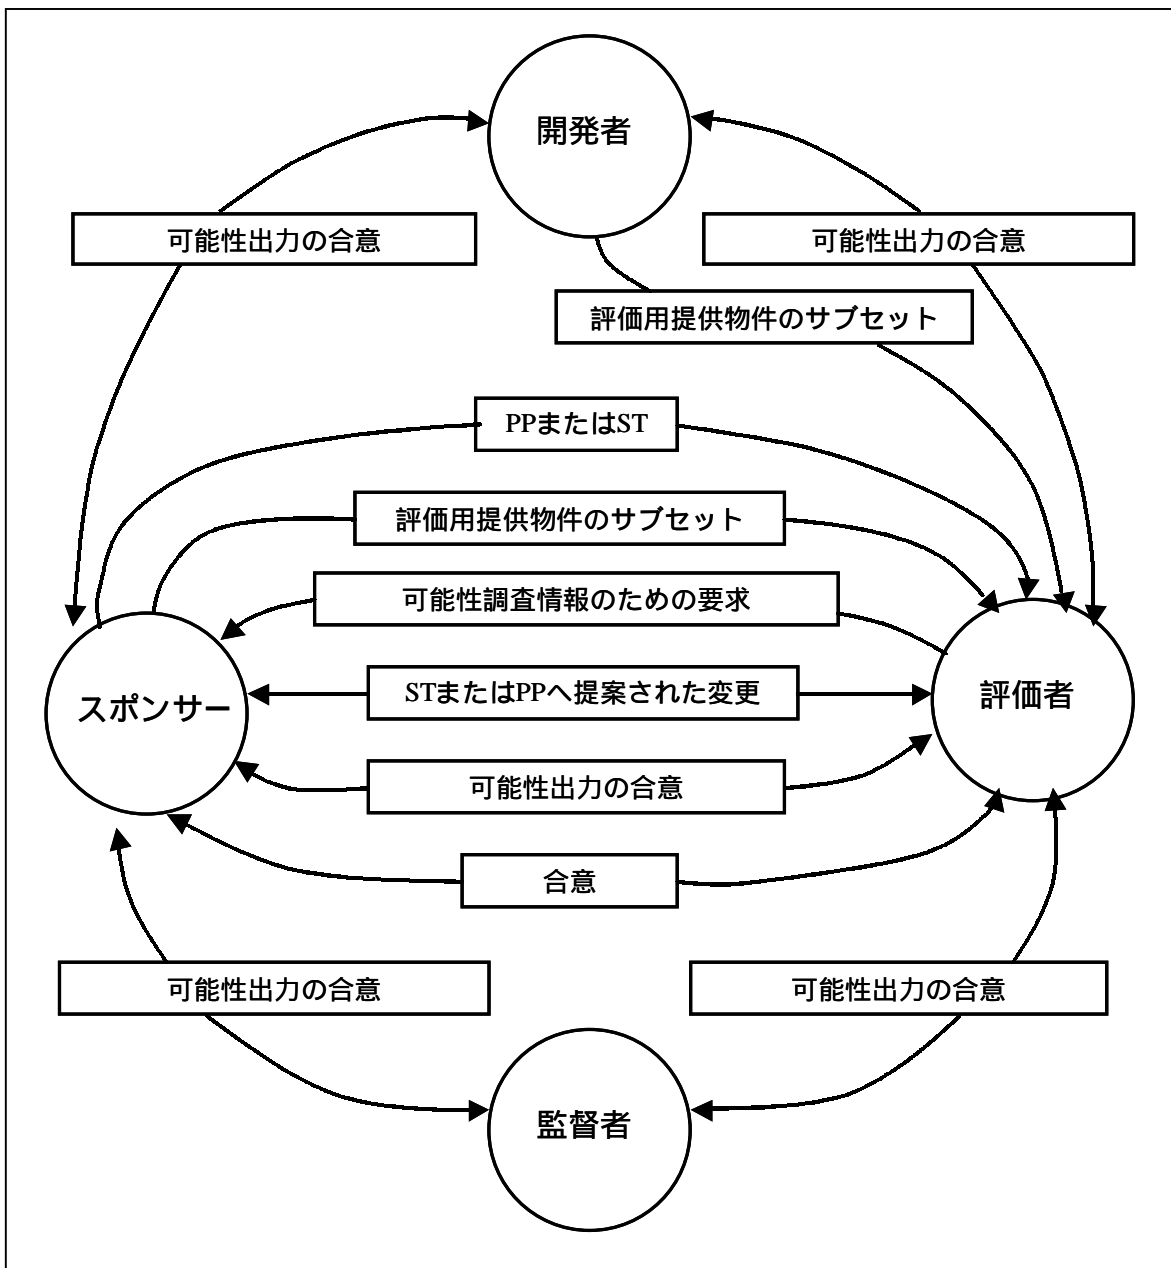 開発者
可能性出力の合意
可能性出力の合意
評価用提供物件のサブセット
PPまたはST
評価用提供物件のサブセット
可能性調査情報のための要求
STまたはPPへ提案された変更
スポンサー
評価者
可能性出力の合意
合意
可能性出力の合意
可能性出力の合意
監督者